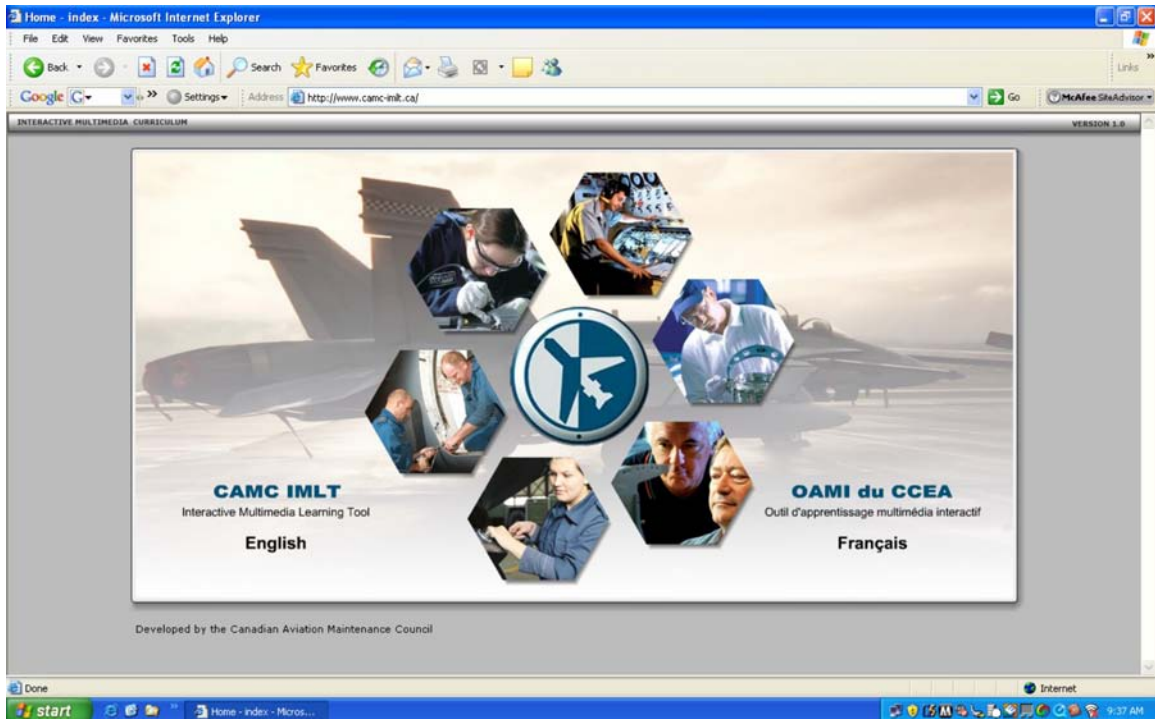 Home - index - Microsoft Internet Explorer
File Edit View Favorites Tools Help
Back Search Favorites Links
Google Settings Address http://www.camc-imlt.ca/ Go McAfee SiteAdvisor
INTERACTIVE MULTIMEDIA CURRICULUM VERSION 1.0
CAMC IMLT
Interactive Multimedia Learning Tool
English
OAMI du CCEA
Outil d'apprentissage multimédia interactif
Français
Developed by the Canadian Aviation Maintenance Council
Done Internet
start Home - index - Micros... 9:37 AM